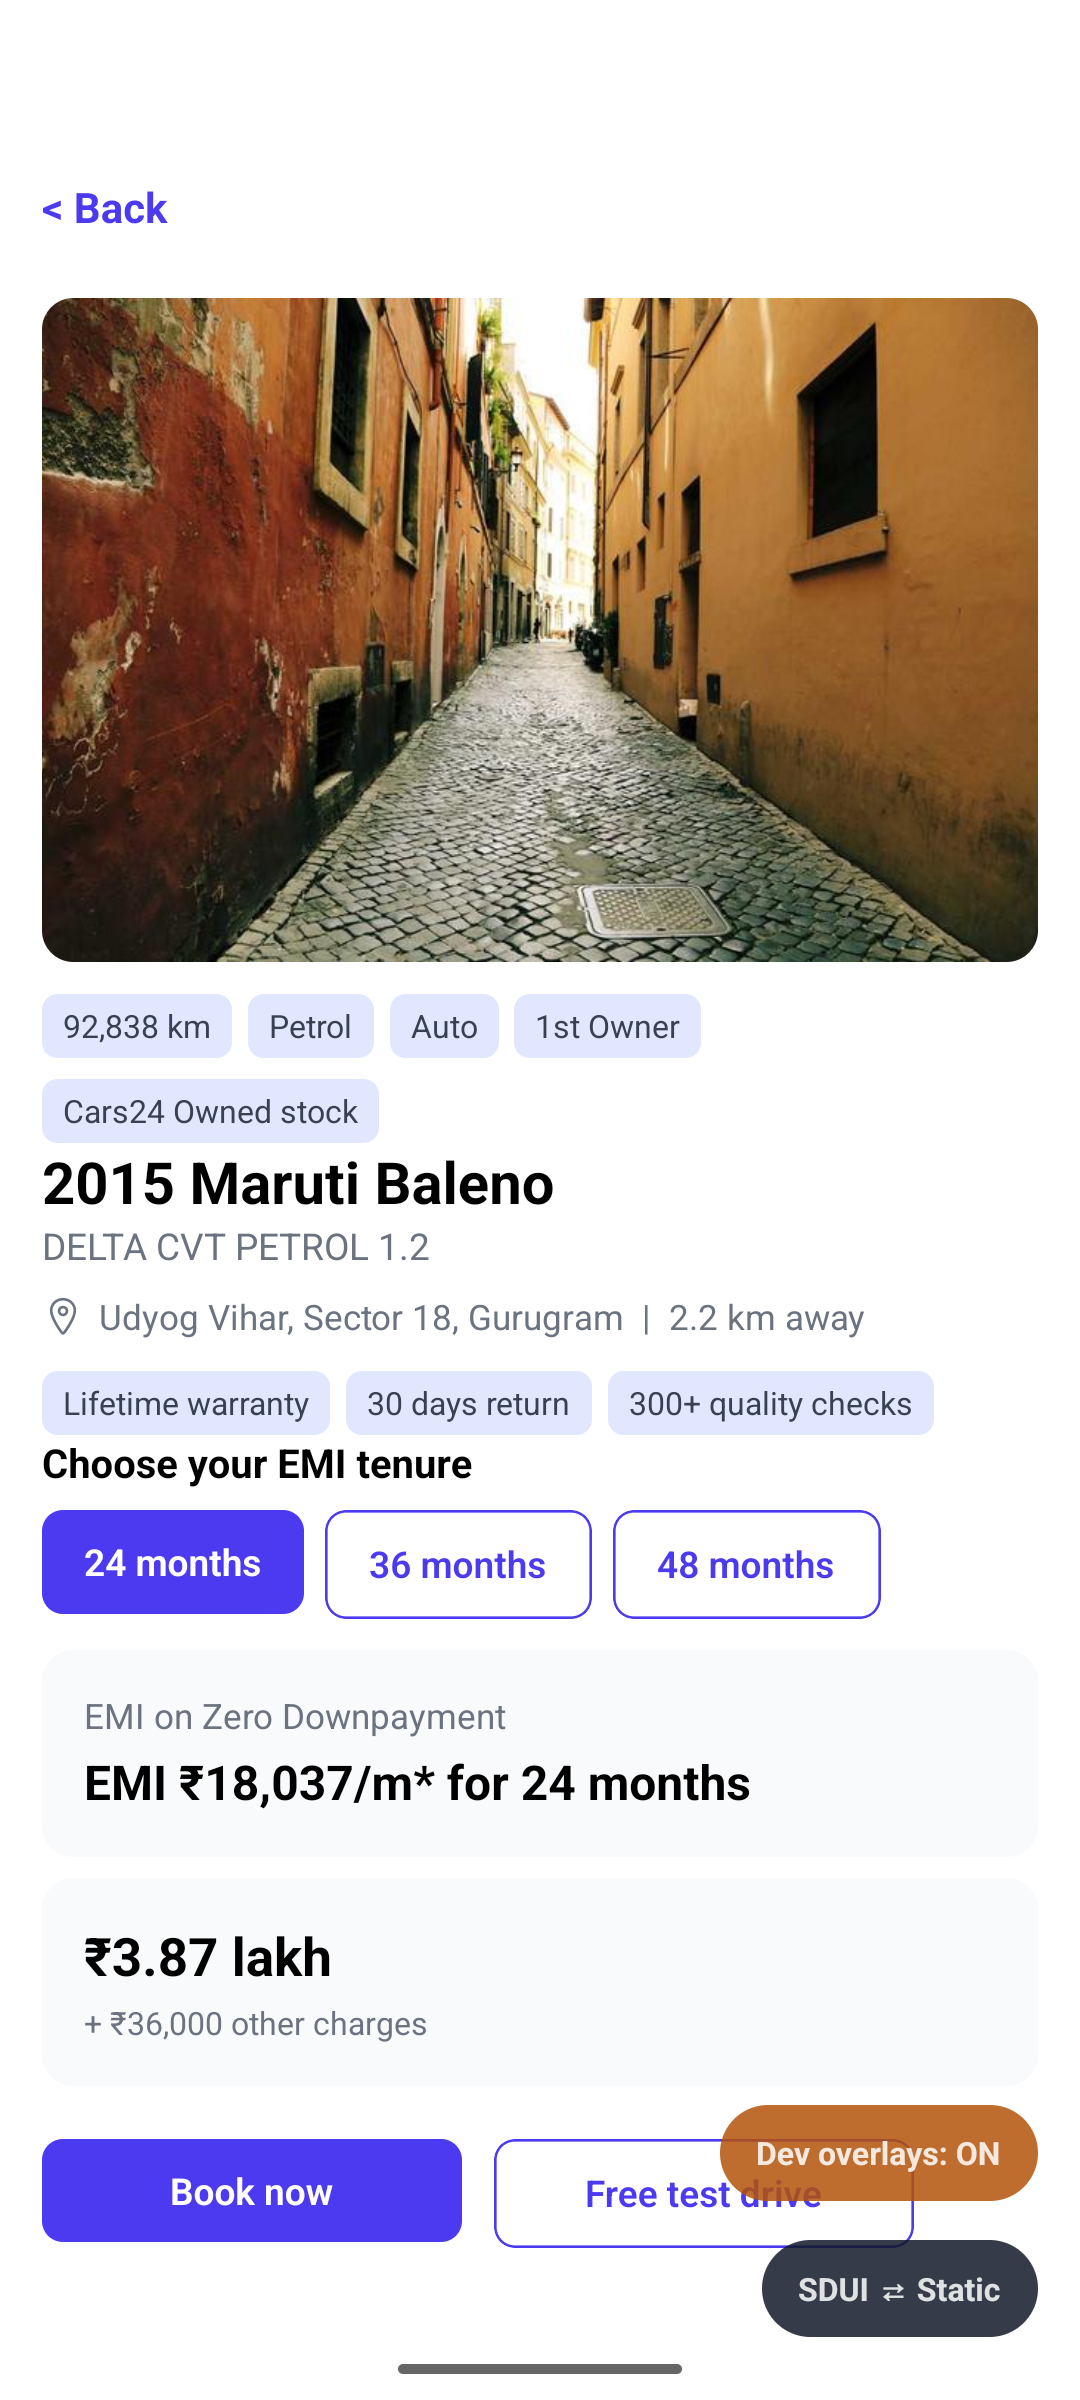 < Back
92,838 km
Petrol
Auto
1st Owner
Cars24 Owned stock
2015 Maruti Baleno
DELTA CVT PETROL 1.2
Udyog Vihar, Sector 18, Gurugram | 2.2 km away
Lifetime warranty
30 days return
300+ quality checks
Choose your EMI tenure
24 months
36 months
48 months
EMI on Zero Downpayment
EMI ₹18,037/m* for 24 months
₹3.87 lakh
+ ₹36,000 other charges
Book now
Free test drive
Dev overlays: ON
SDUI ⇄ Static